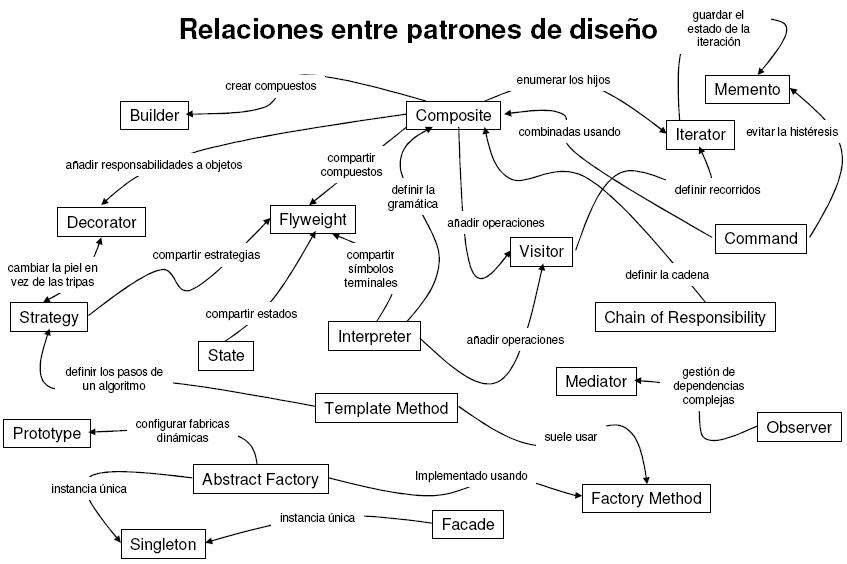 Relaciones entre patrones de diseño
guardar el
estado de la
iteración
Memento
crear compuestos
enumerar los hijos
Builder
Composite
combinadas usando
Iterator
evitar la histéresis
añadir responsabilidades a objetos
compartir
compuestos
definir la
gramática
definir recorridos
Decorator
Flyweight
añadir operaciones
Command
Visitor
cambiar la piel en
vez de las tripas
compartir estrategias
compartir
símbolos
terminales
definir la cadena
Strategy
compartir estados
Interpreter
Chain of Responsibility
State
añadir operaciones
definir los pasos de
un algoritmo
Mediator
gestión de
dependencias
complejas
Template Method
Prototype
configurar fabricas
dinámicas
suele usar
Observer
instancia única
Abstract Factory
Implementado usando
Factory Method
Singleton
instancia única
Facade